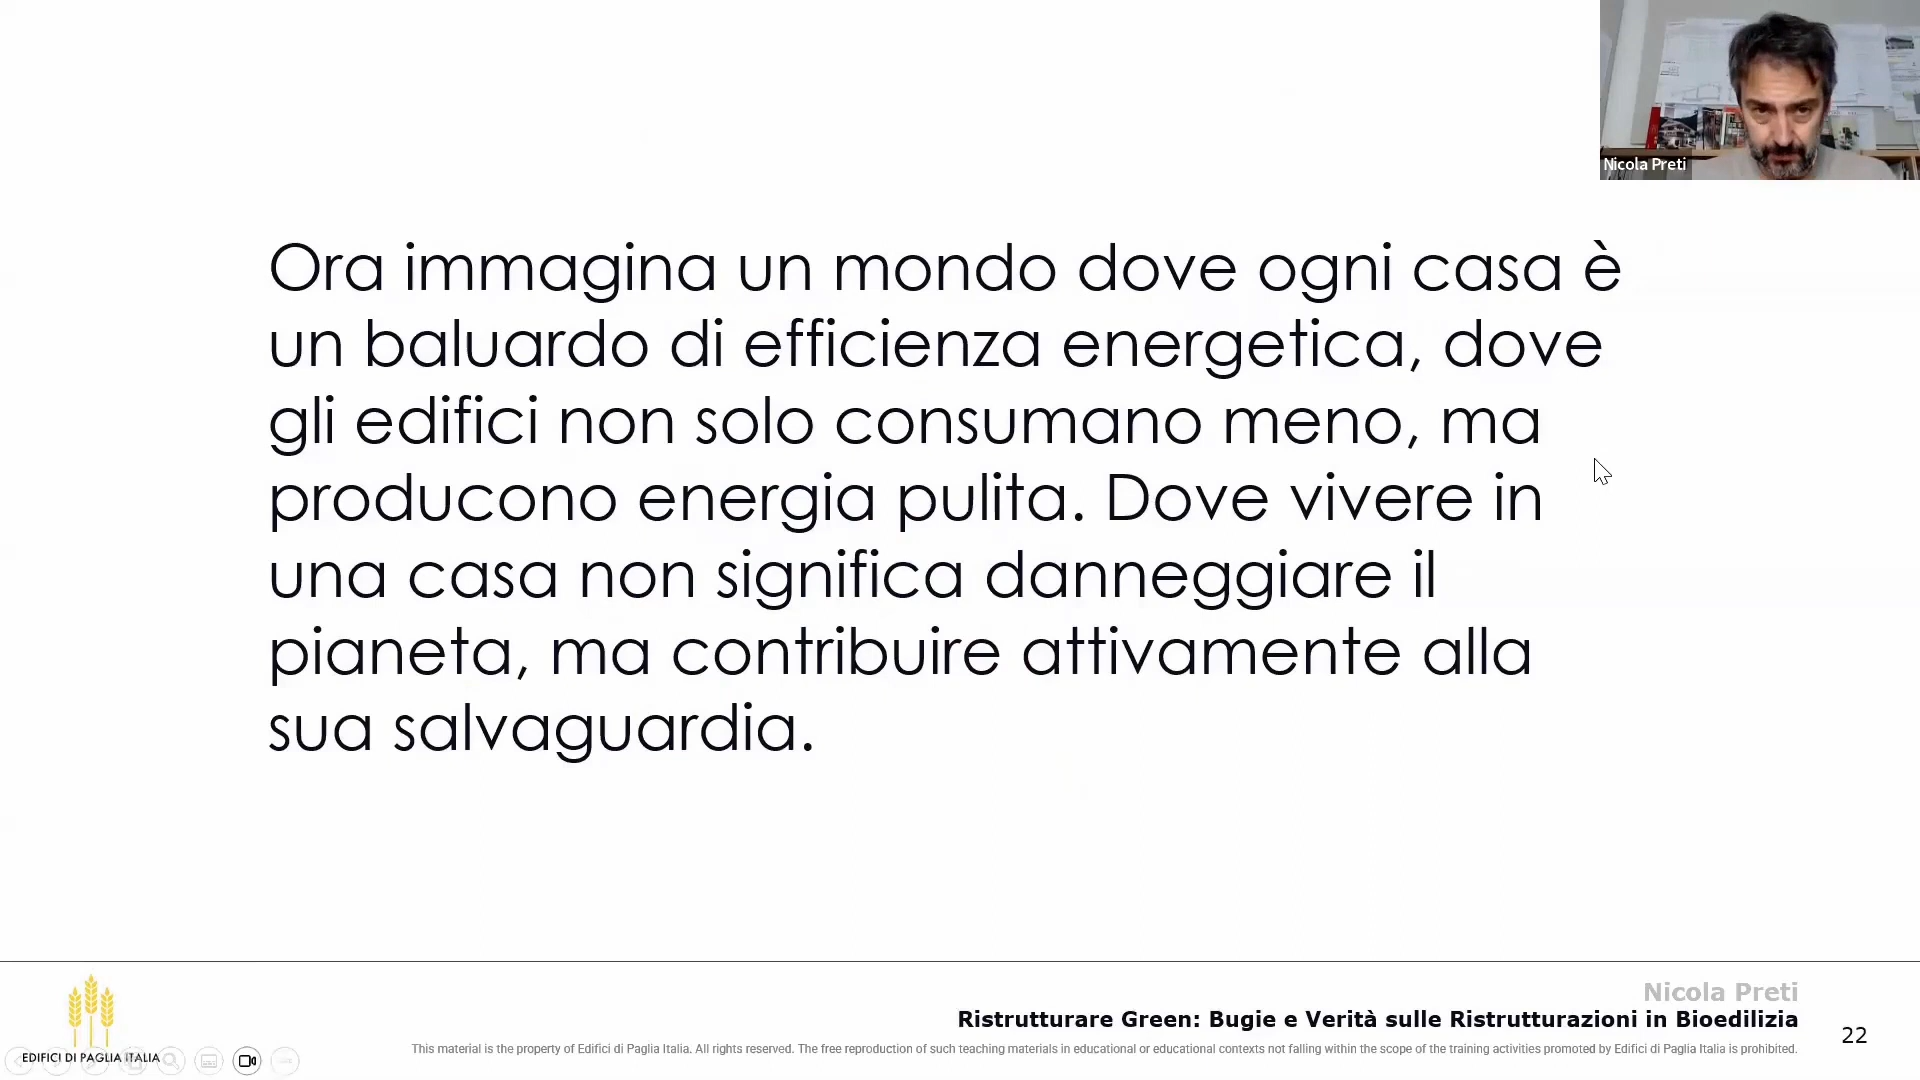 Nicola Preti
Ora immagina un mondo dove ogni casa è
un baluardo di efficienza energetica, dove
gli edifici non solo consumano meno, ma
producono energia pulita. Dove vivere in
una casa non significa danneggiare il
pianeta, ma contribuire attivamente alla
sua salvaguardia.
EDIFICI DI PAGLIA ITALIA
Nicola Preti
Ristrutturare Green: Bugie e Verità sulle Ristrutturazioni in Bioedilizia
This material is the property of Edifici di Paglia Italia. All rights reserved. The free reproduction of such teaching materials in educational or educational contexts not falling within the scope of the training activities promoted by Edifici di Paglia Italia is prohibited.
22